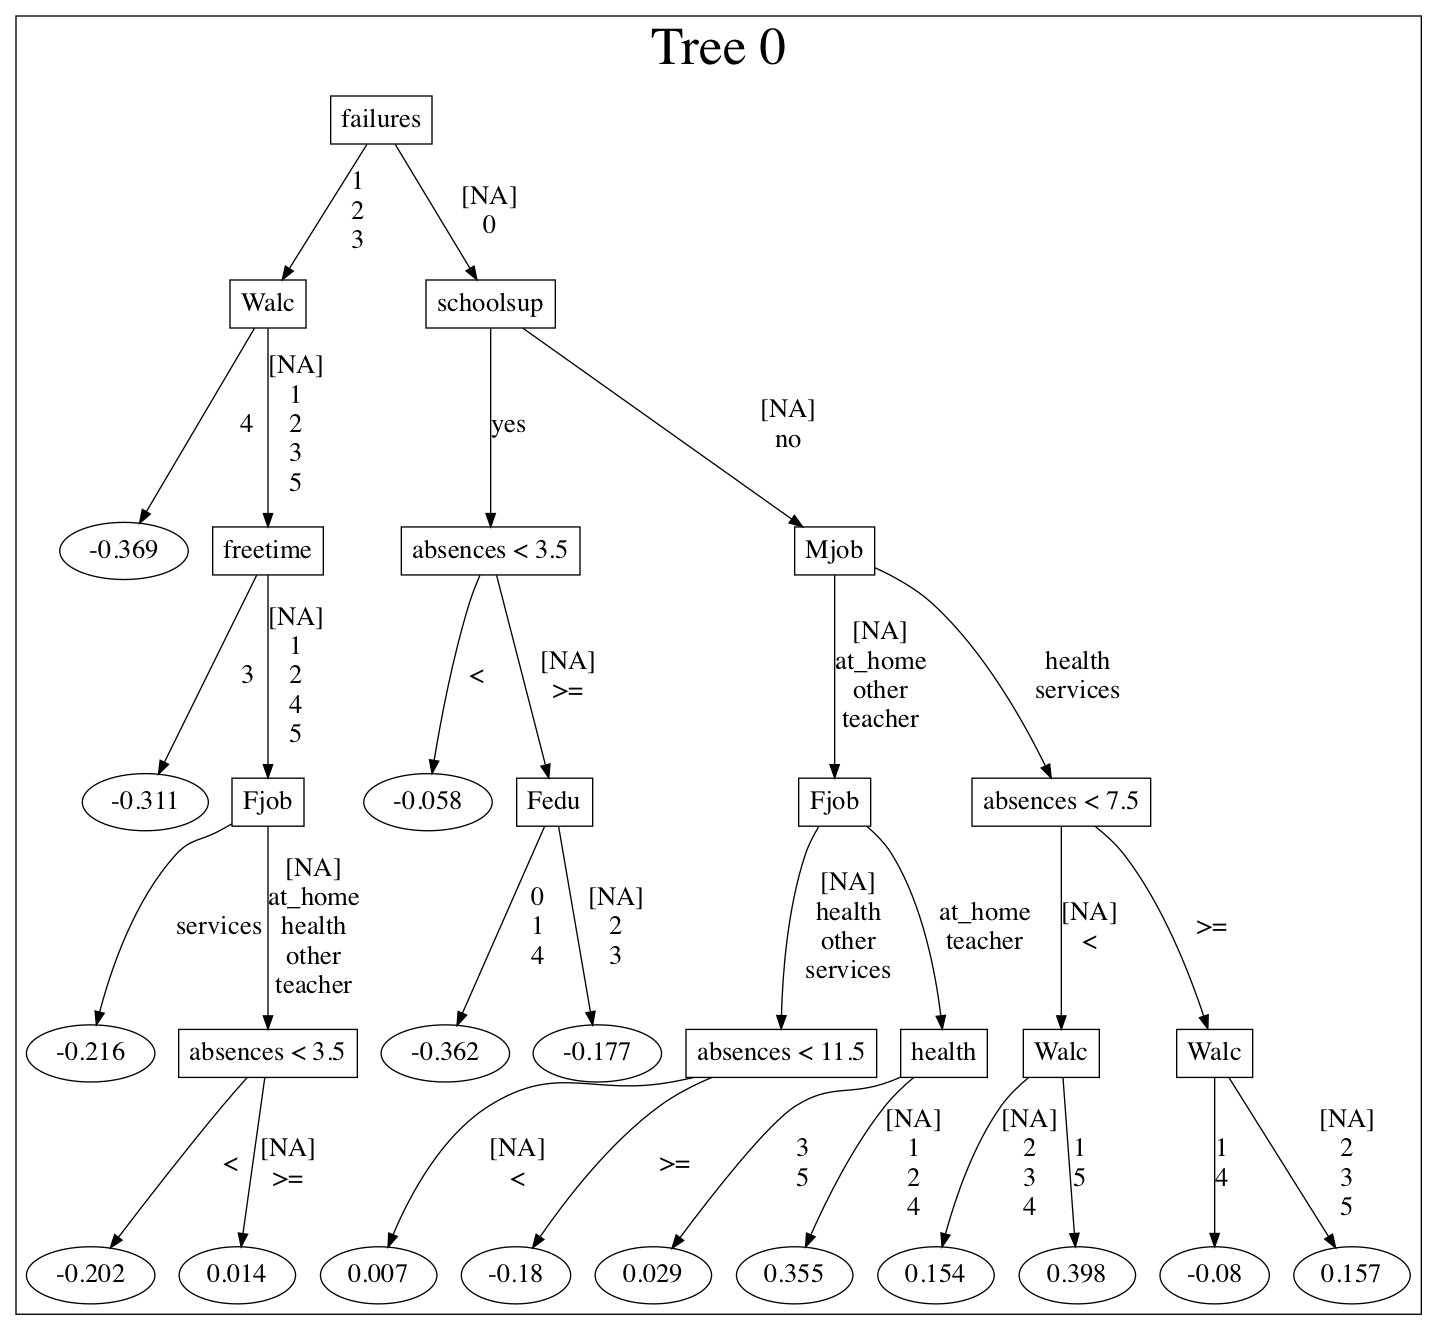 Tree 0
failures
1
2
3
[NA]
0
Walc
schoolsup
4
[NA]
1
2
3
5
yes
[NA]
no
-0.369
freetime
absences < 3.5
Mjob
3
[NA]
1
2
4
5
<
[NA]
>=
[NA]
at_home
other
teacher
health
services
-0.311
Fjob
-0.058
Fedu
Fjob
absences < 7.5
services
[NA]
at_home
health
other
teacher
0
1
4
[NA]
2
3
[NA]
health
other
services
at_home
teacher
[NA]
<
>=
-0.216
absences < 3.5
-0.362
-0.177
absences < 11.5
health
Walc
Walc
<
[NA]
>=
[NA]
<
>=
3
5
[NA]
1
2
4
[NA]
2
3
4
1
5
1
4
[NA]
2
3
5
-0.202
0.014
0.007
-0.18
0.029
0.355
0.154
0.398
-0.08
0.157